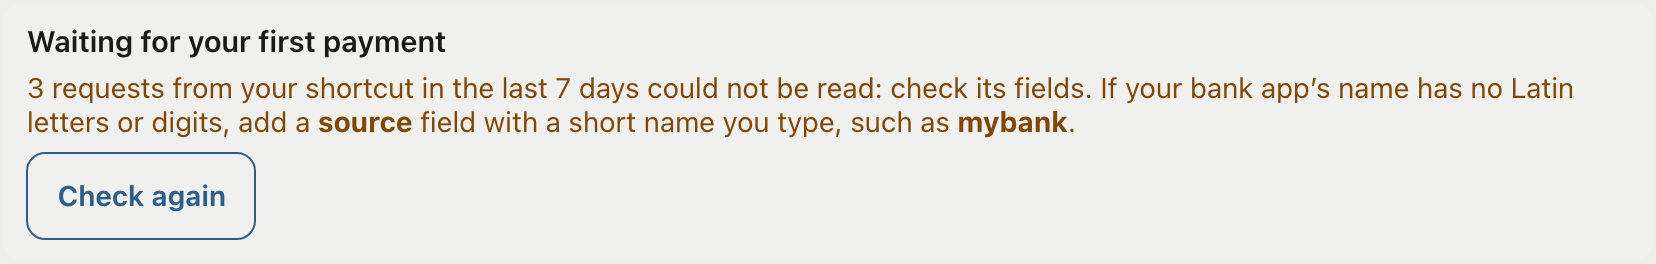 Waiting for your first payment
3 requests from your shortcut in the last 7 days could not be read: check its fields. If your bank app’s name has no Latin
letters or digits, add a source field with a short name you type, such as mybank.
Check again